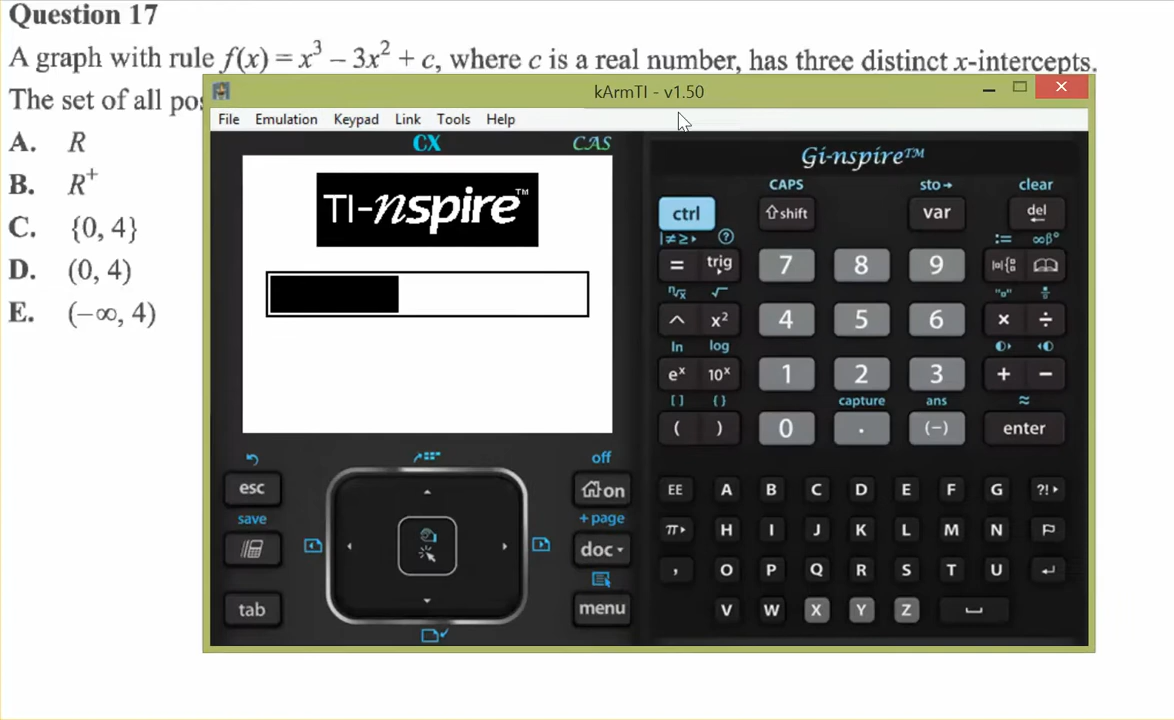 Question 17
A graph with rule f(x) = x³ − 3x² + c, where c is a real number, has three distinct x-intercepts.
The set of all pos
A. R
B. R⁺
C. {0, 4}
D. (0, 4)
E. (−∞, 4)
kArmTI - v1.50
File Emulation Keypad Link Tools Help
CX CAS
TI-nspire™
Gi-nspire™
CAPS sto→ clear
ctrl ⇧shift var del
|≠≥▸ ? := ∞β°
= trig 7 8 9
ⁿ√x √ "▫" 
^ x² 4 5 6 × ÷
ln log
eˣ 10ˣ 1 2 3 + −
[ ] { } capture ans ≈
( ) 0 . (−) enter
off
esc on
save + page
doc
tab menu
EE A B C D E F G ?!▸
π▸ H I J K L M N
, O P Q R S T U ↵
V W X Y Z